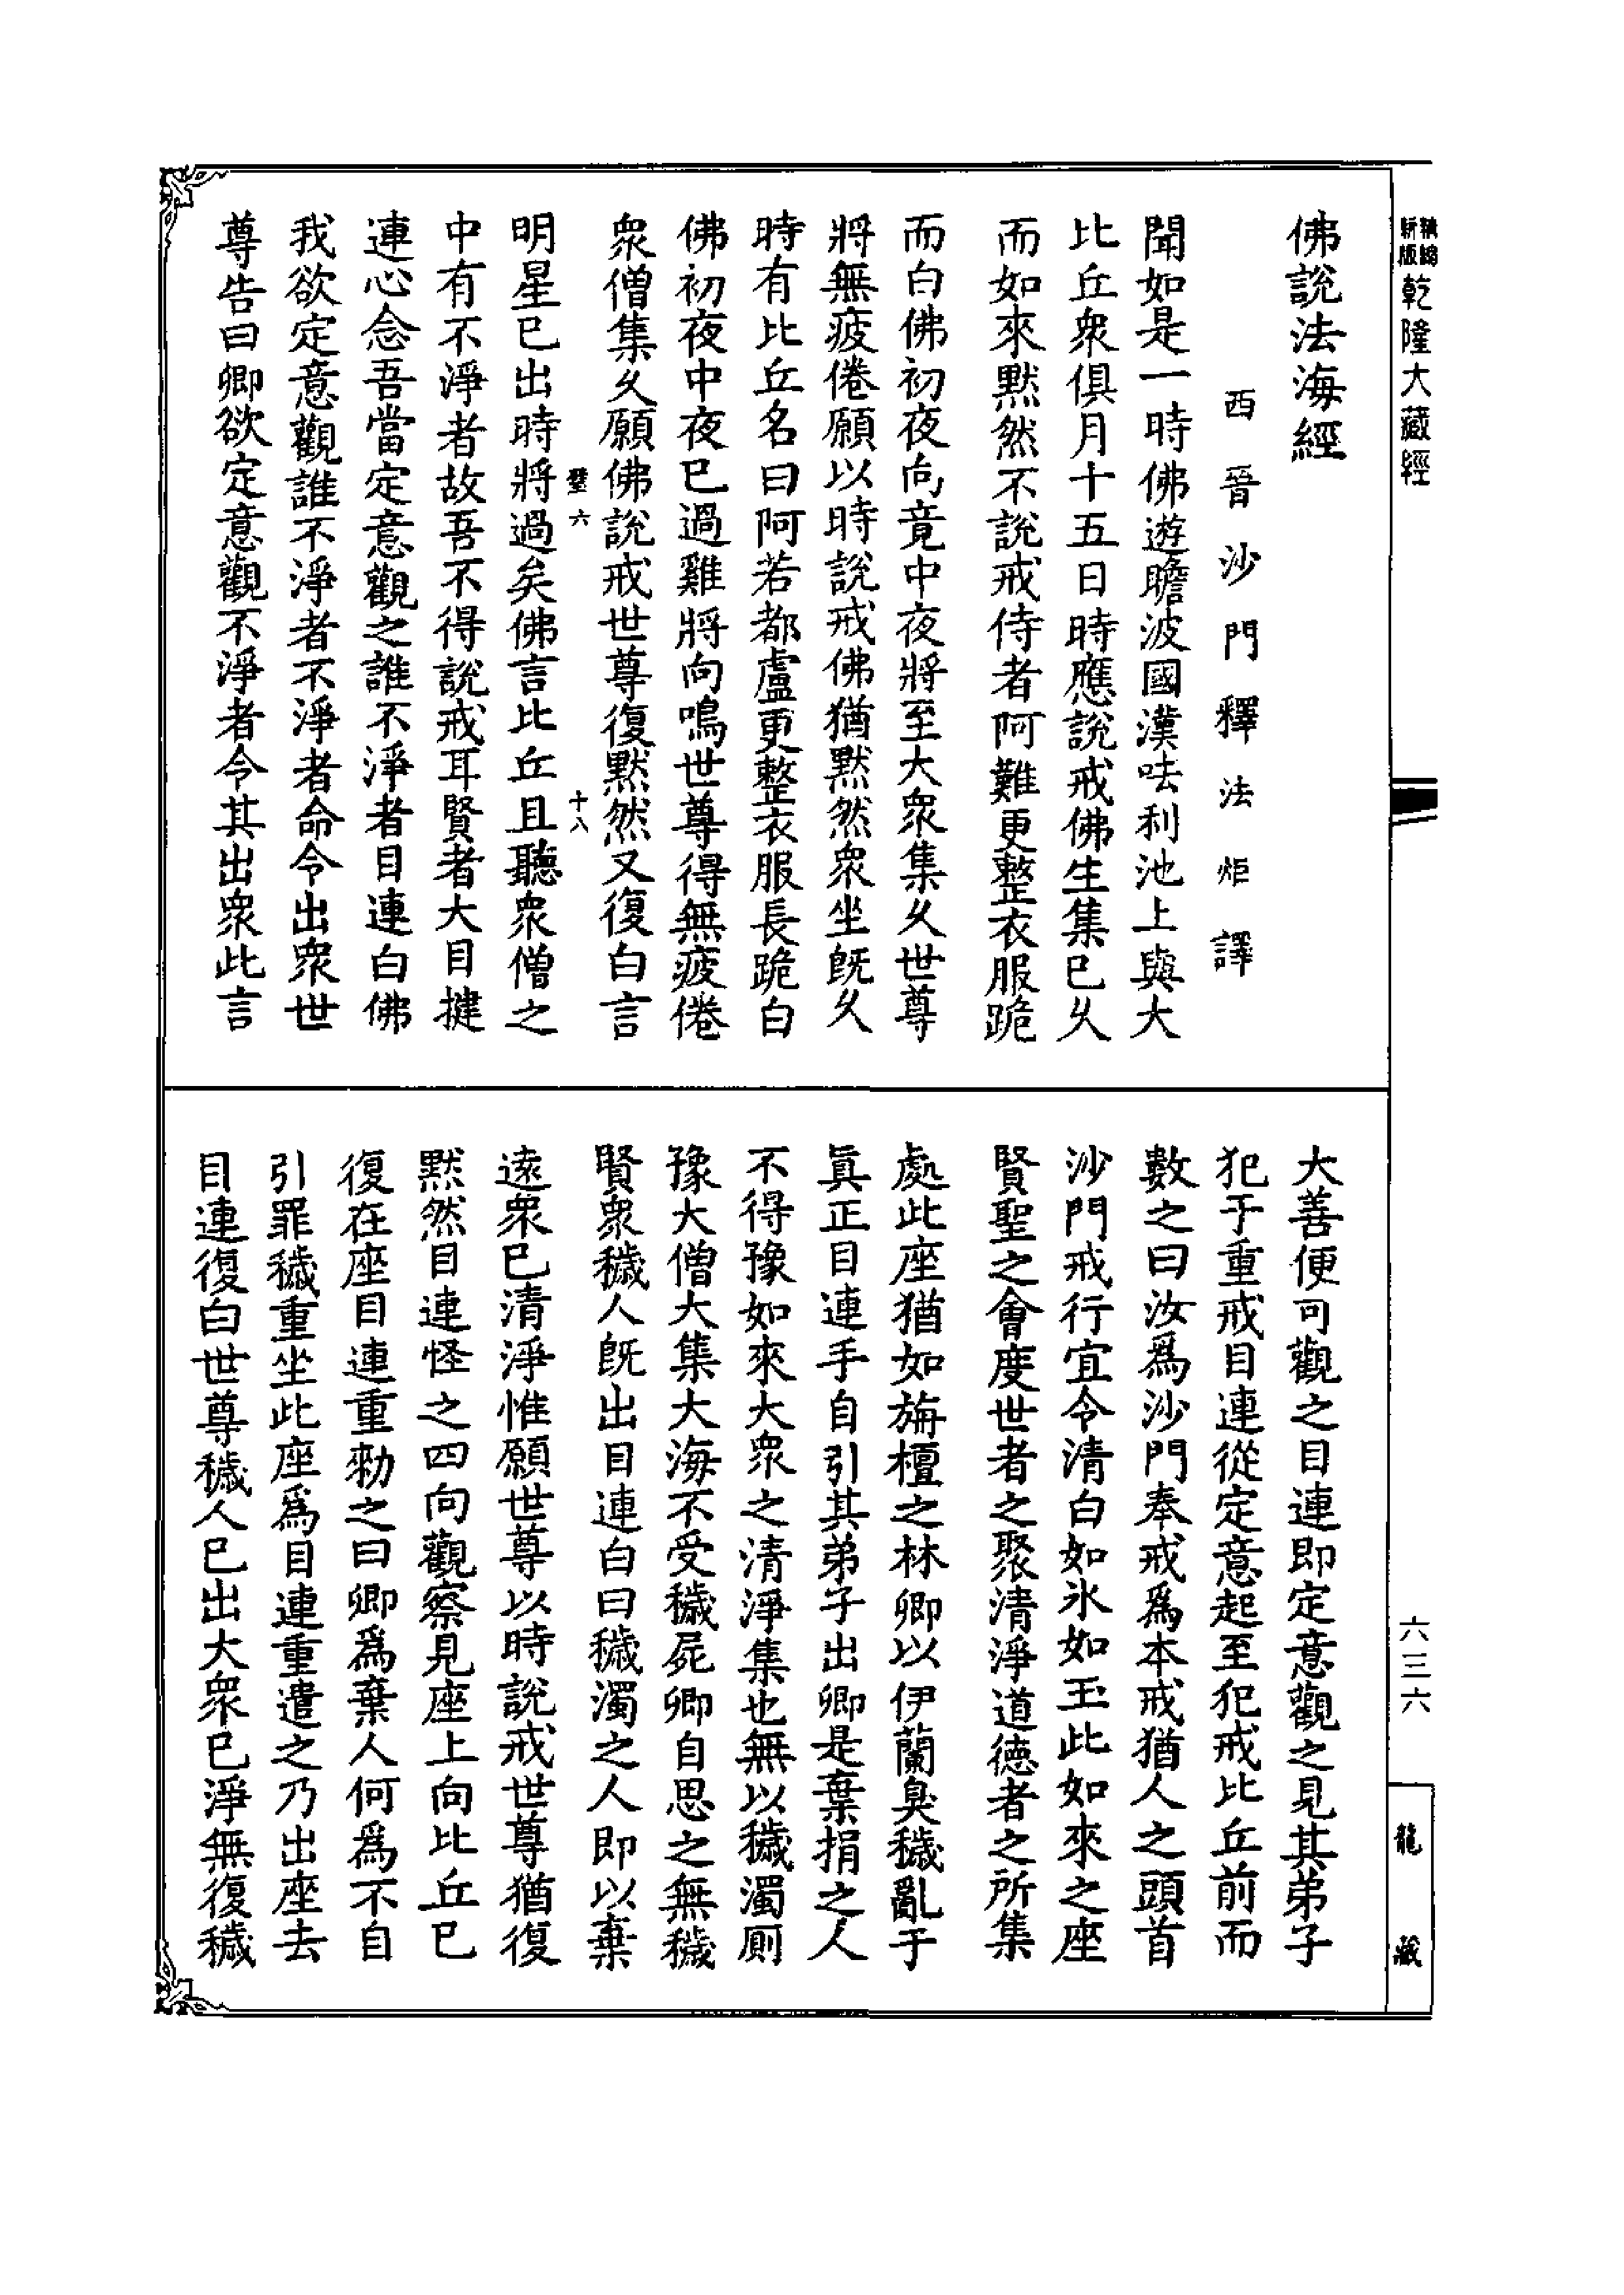 新版
精縮
乾隆大藏經
六三六
龍藏
佛說法海經
西晉沙門釋法炬譯
聞如是一時佛遊瞻波國漢呿利池上與大
比丘衆俱月十五日時應說戒佛坐集已久
而如來默然不說戒侍者阿難更整衣服跪
而白佛初夜向竟中夜將至大衆集久世尊
將無疲倦願以時說戒佛猶默然衆坐旣久
時有比丘名曰阿若都盧更整衣服長跪白
佛初夜中夜已過雞將向鳴世尊得無疲倦
衆僧集久願佛說戒世尊復默然又復白言
璧六
十八
明星已出時將過矣佛言比丘且聽衆僧之
中有不淨者故吾不得說戒耳賢者大目揵
連心念吾當定意觀之誰不淨者目連白佛
我欲定意觀誰不淨者不淨者命令出衆世
尊告曰卿欲定意觀不淨者令其出衆此言
大善便可觀之目連即定意觀之見其弟子
犯于重戒目連從定意起至犯戒比丘前而
數之曰汝爲沙門奉戒爲本戒猶人之頭首
沙門戒行宜令清白如氷如玉此如來之座
賢聖之會度世者之聚清淨道德者之所集
處此座猶如旃檀之林卿以伊蘭臭穢亂于
眞正目連手自引其弟子出卿是棄捐之人
不得豫如來大衆之清淨集也無以穢濁厠
豫大僧大集大海不受穢屍卿自思之無穢
賢衆穢人旣出目連白曰穢濁之人即以棄
遠衆已清淨惟願世尊以時說戒世尊猶復
默然目連怪之四向觀察見座上向比丘已
復在座目連重勑之曰卿爲棄人何爲不自
引罪穢重坐此座爲目連重遣之乃出座去
目連復白世尊穢人已出大衆已淨無復穢